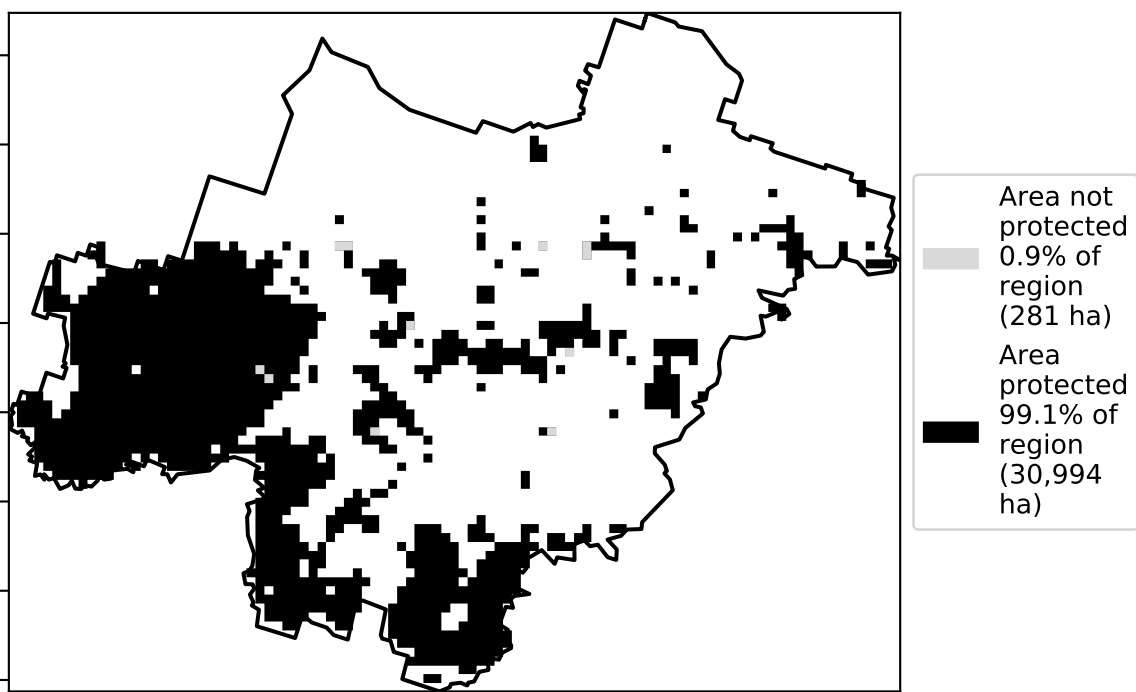 Area not
protected
0.9% of
region
(281 ha)
Area
protected
99.1% of
region
(30,994
ha)